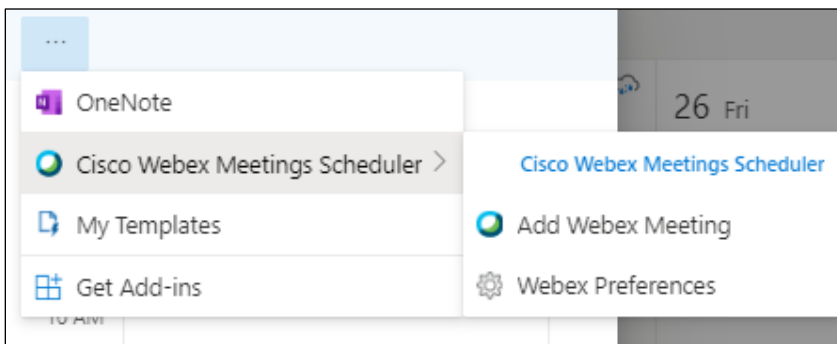 ...
OneNote
26 Fri
Cisco Webex Meetings Scheduler >
Cisco Webex Meetings Scheduler
My Templates
Add Webex Meeting
Get Add-ins
Webex Preferences
10 AM